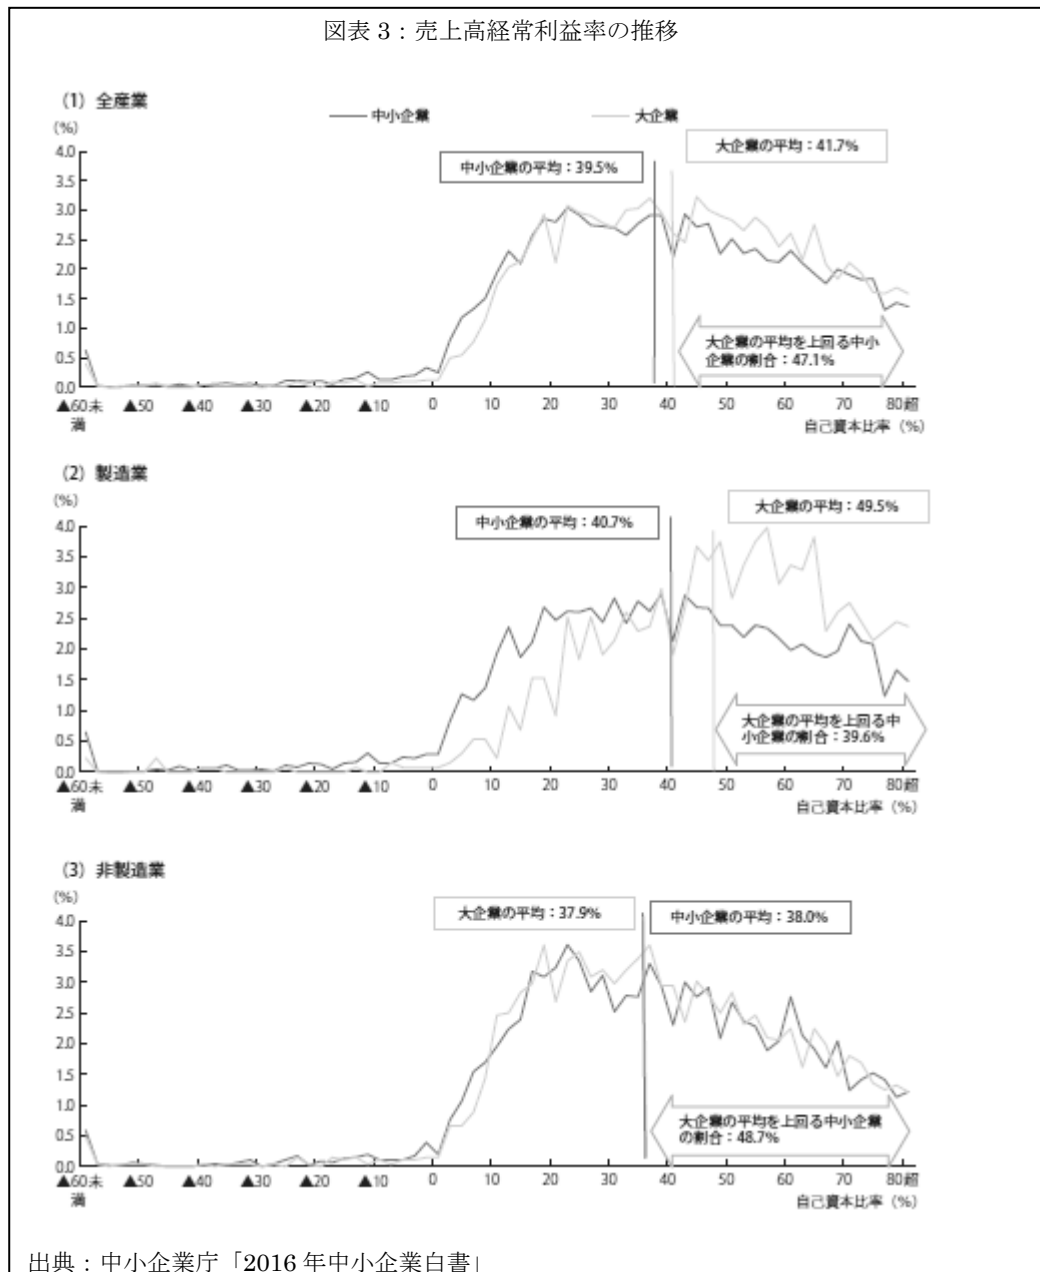 図表 3：売上高経常利益率の推移
(1) 全産業
中小企業 大企業
(%)
大企業の平均：41.7%
中小企業の平均：39.5%
4.0
3.5
3.0
2.5
2.0
1.5
1.0
0.5
0.0
大企業の平均を上回る中小
企業の割合：47.1%
▲60未 ▲50 ▲40 ▲30 ▲20 ▲10 0 10 20 30 40 50 60 70 80超
満
自己資本比率（%）
(2) 製造業
(%)
大企業の平均：49.5%
中小企業の平均：40.7%
4.0
3.5
3.0
2.5
2.0
1.5
1.0
0.5
0.0
大企業の平均を上回る中
小企業の割合：39.6%
▲60未 ▲50 ▲40 ▲30 ▲20 ▲10 0 10 20 30 40 50 60 70 80超
満
自己資本比率（%）
(3) 非製造業
(%)
大企業の平均：37.9% 中小企業の平均：38.0%
4.0
3.5
3.0
2.5
2.0
1.5
1.0
0.5
0.0
大企業の平均を上回る中小企業
の割合：48.7%
▲60未 ▲50 ▲40 ▲30 ▲20 ▲10 0 10 20 30 40 50 60 70 80超
満
自己資本比率（%）
出典：中小企業庁「2016 年中小企業白書」